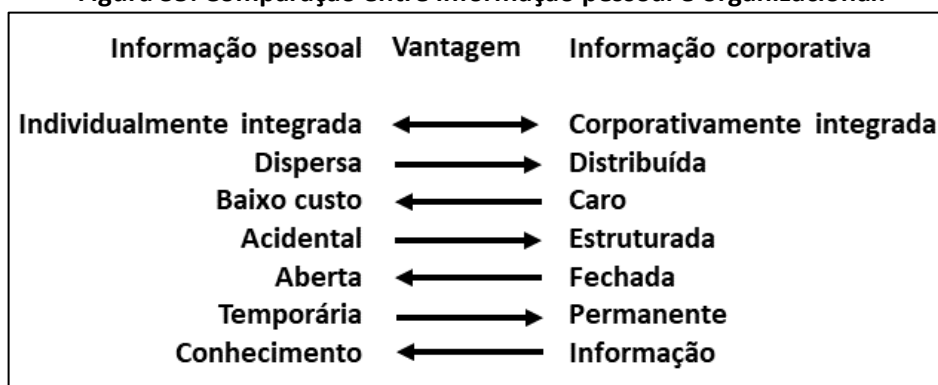 Informação pessoal Vantagem Informação corporativa
Individualmente integrada Corporativamente integrada
Dispersa Distribuída
Baixo custo Caro
Acidental Estruturada
Aberta Fechada
Temporária Permanente
Conhecimento Informação